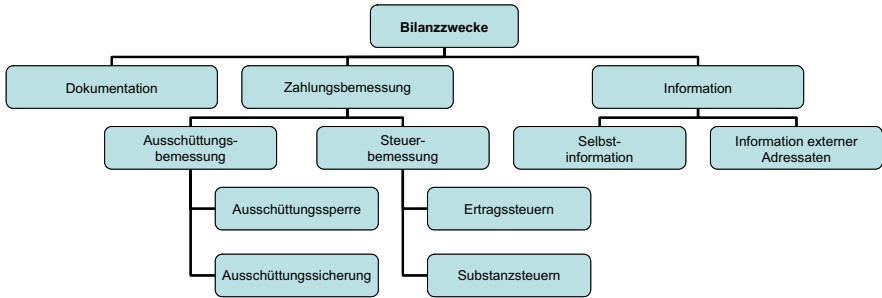 Bilanzzwecke
Dokumentation
Zahlungsbemessung
Information
Ausschüttungs-
bemessung
Steuer-
bemessung
Selbst-
information
Information externer
Adressaten
Ausschüttungssperre
Ertragssteuern
Ausschüttungssicherung
Substanzsteuern